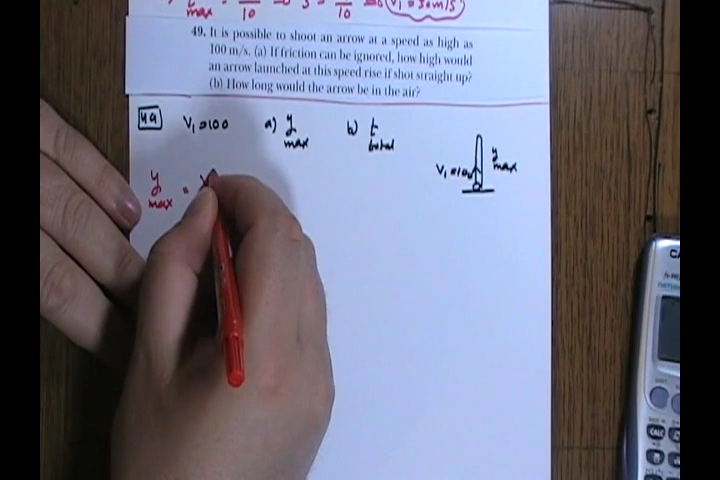 49. It is possible to shoot an arrow at a speed as high as
100 m/s. (a) If friction can be ignored, how high would
an arrow launched at this speed rise if shot straight up?
(b) How long would the arrow be in the air?
49 V₁=100 a) y max b) t total
V₁=100 y max
y max = V